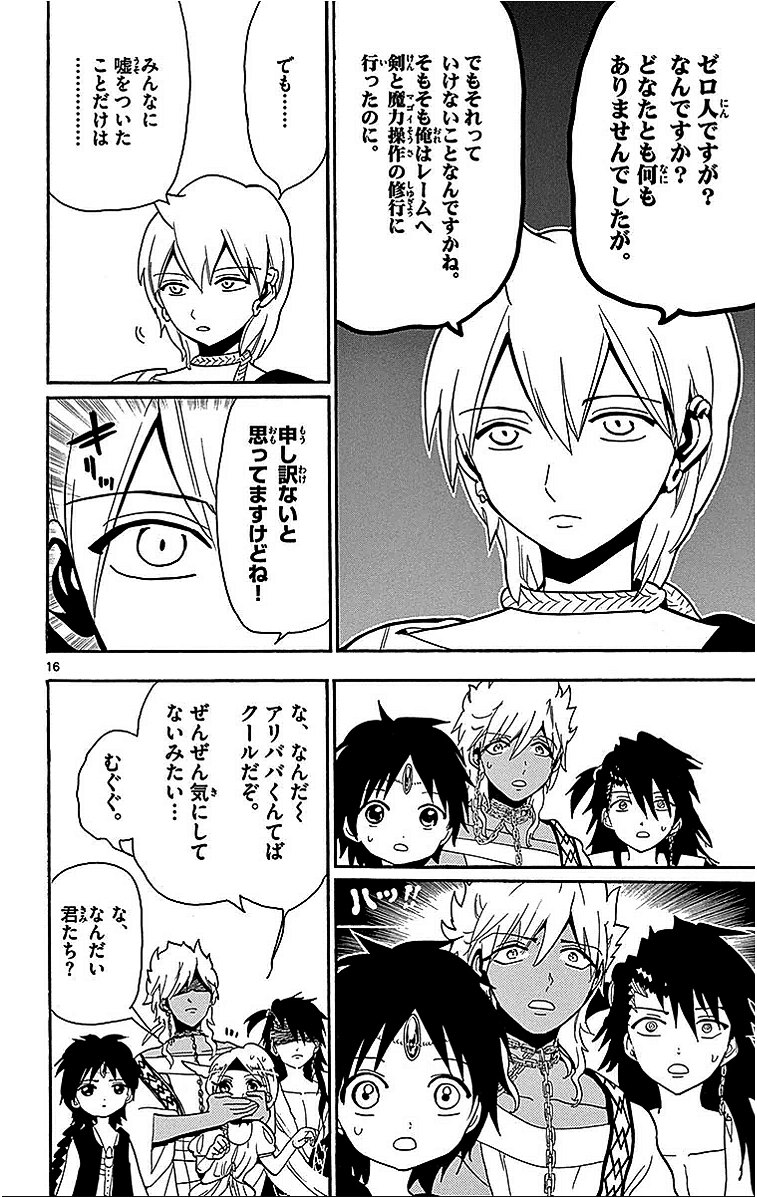 ゼロ人ですが?
なんですか?
どなたとも何も
ありませんでしたが。
でもそれって
いけないことなんですかね。
そもそも俺はレームへ
剣と魔力操作の修行に
行ったのに。
でも……
みんなに
嘘をついた
ことだけは
…………
申し訳ないと
思ってますけどね!
キリッ
16
バッ!!
な、なんだ〜
アリババくんてば
クールだぞ。
ぜんぜん気にして
ないみたい…
むぐぐ。
な、
なんだい
君たち?